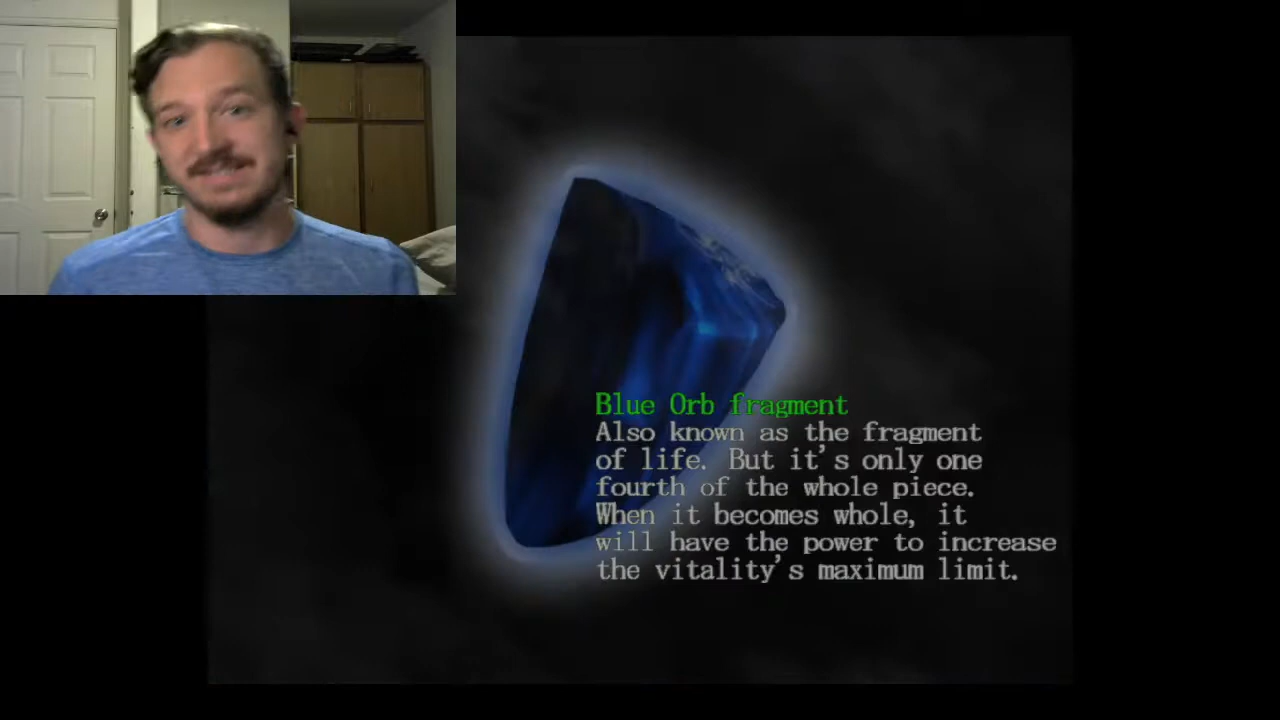 Blue Orb fragment
Also known as the fragment
of life. But it's only one
fourth of the whole piece.
When it becomes whole, it
will have the power to increase
the vitality's maximum limit.